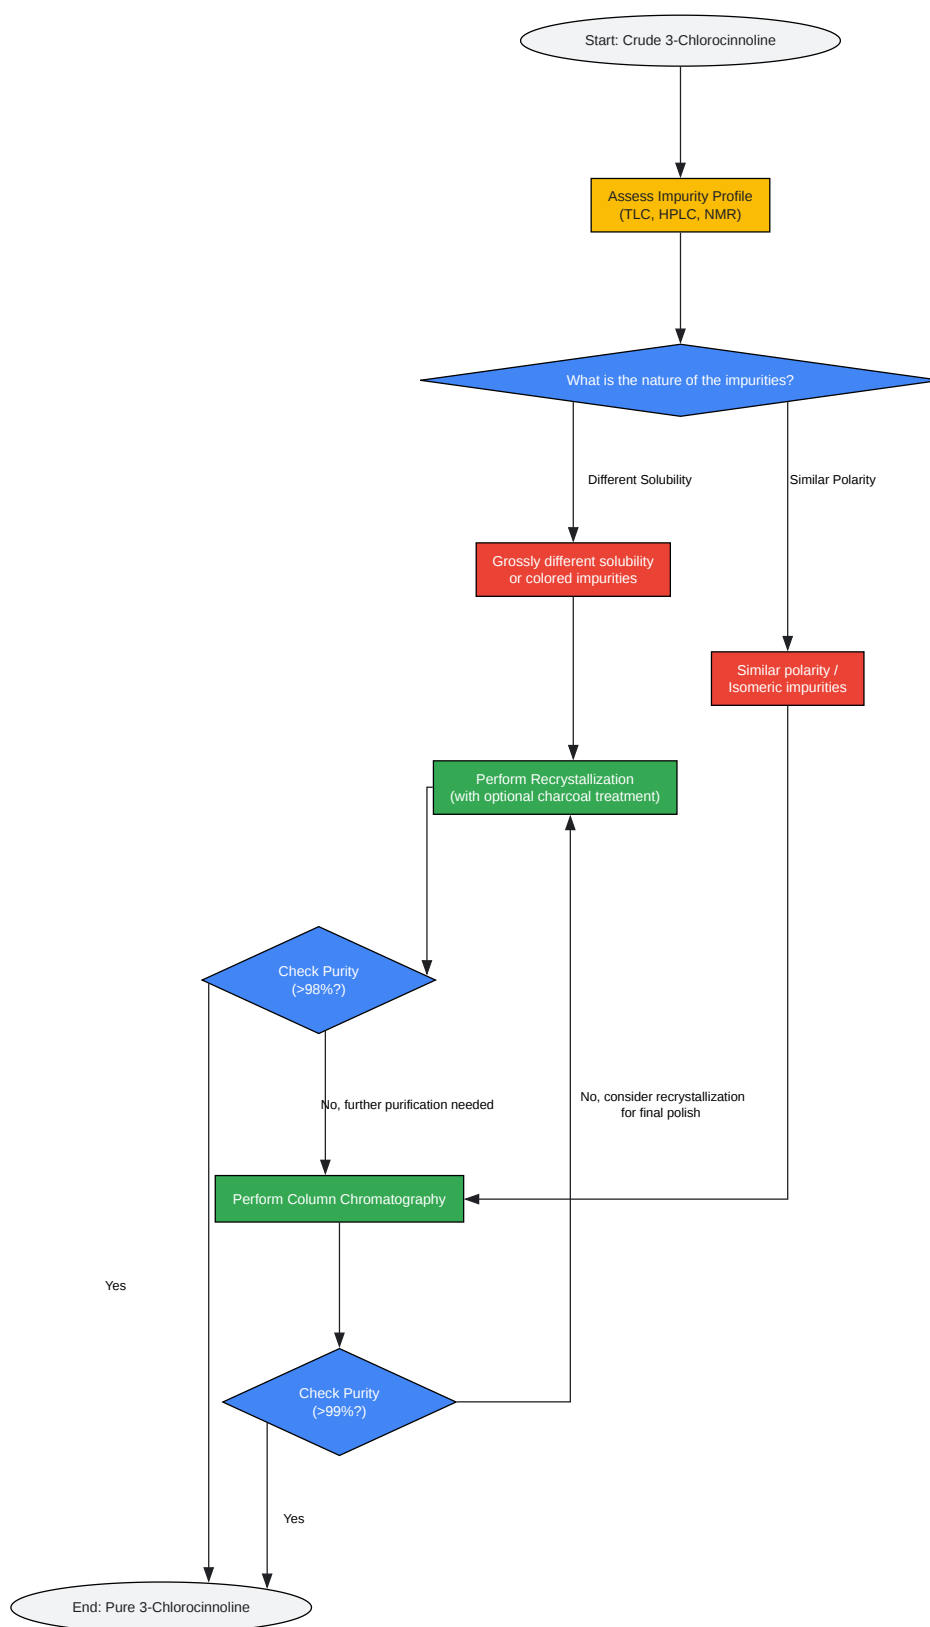 Start: Crude 3-Chlorocinnoline
Assess Impurity Profile
(TLC, HPLC, NMR)
What is the nature of the impurities?
Different Solubility
Similar Polarity
Grossly different solubility
or colored impurities
Similar polarity /
Isomeric impurities
Perform Recrystallization
(with optional charcoal treatment)
Check Purity
(>98%?)
No, further purification needed
No, consider recrystallization
for final polish
Perform Column Chromatography
Yes
Check Purity
(>99%?)
Yes
End: Pure 3-Chlorocinnoline